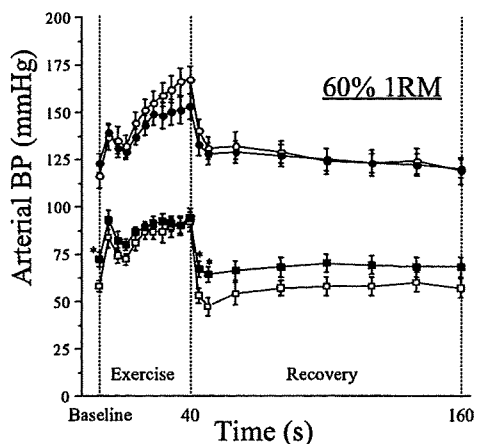 200
175
150
125
100
75
50
25
0
Arterial BP (mmHg)
60% 1RM
*
* *
Exercise
Recovery
Baseline 40 160
Time (s)